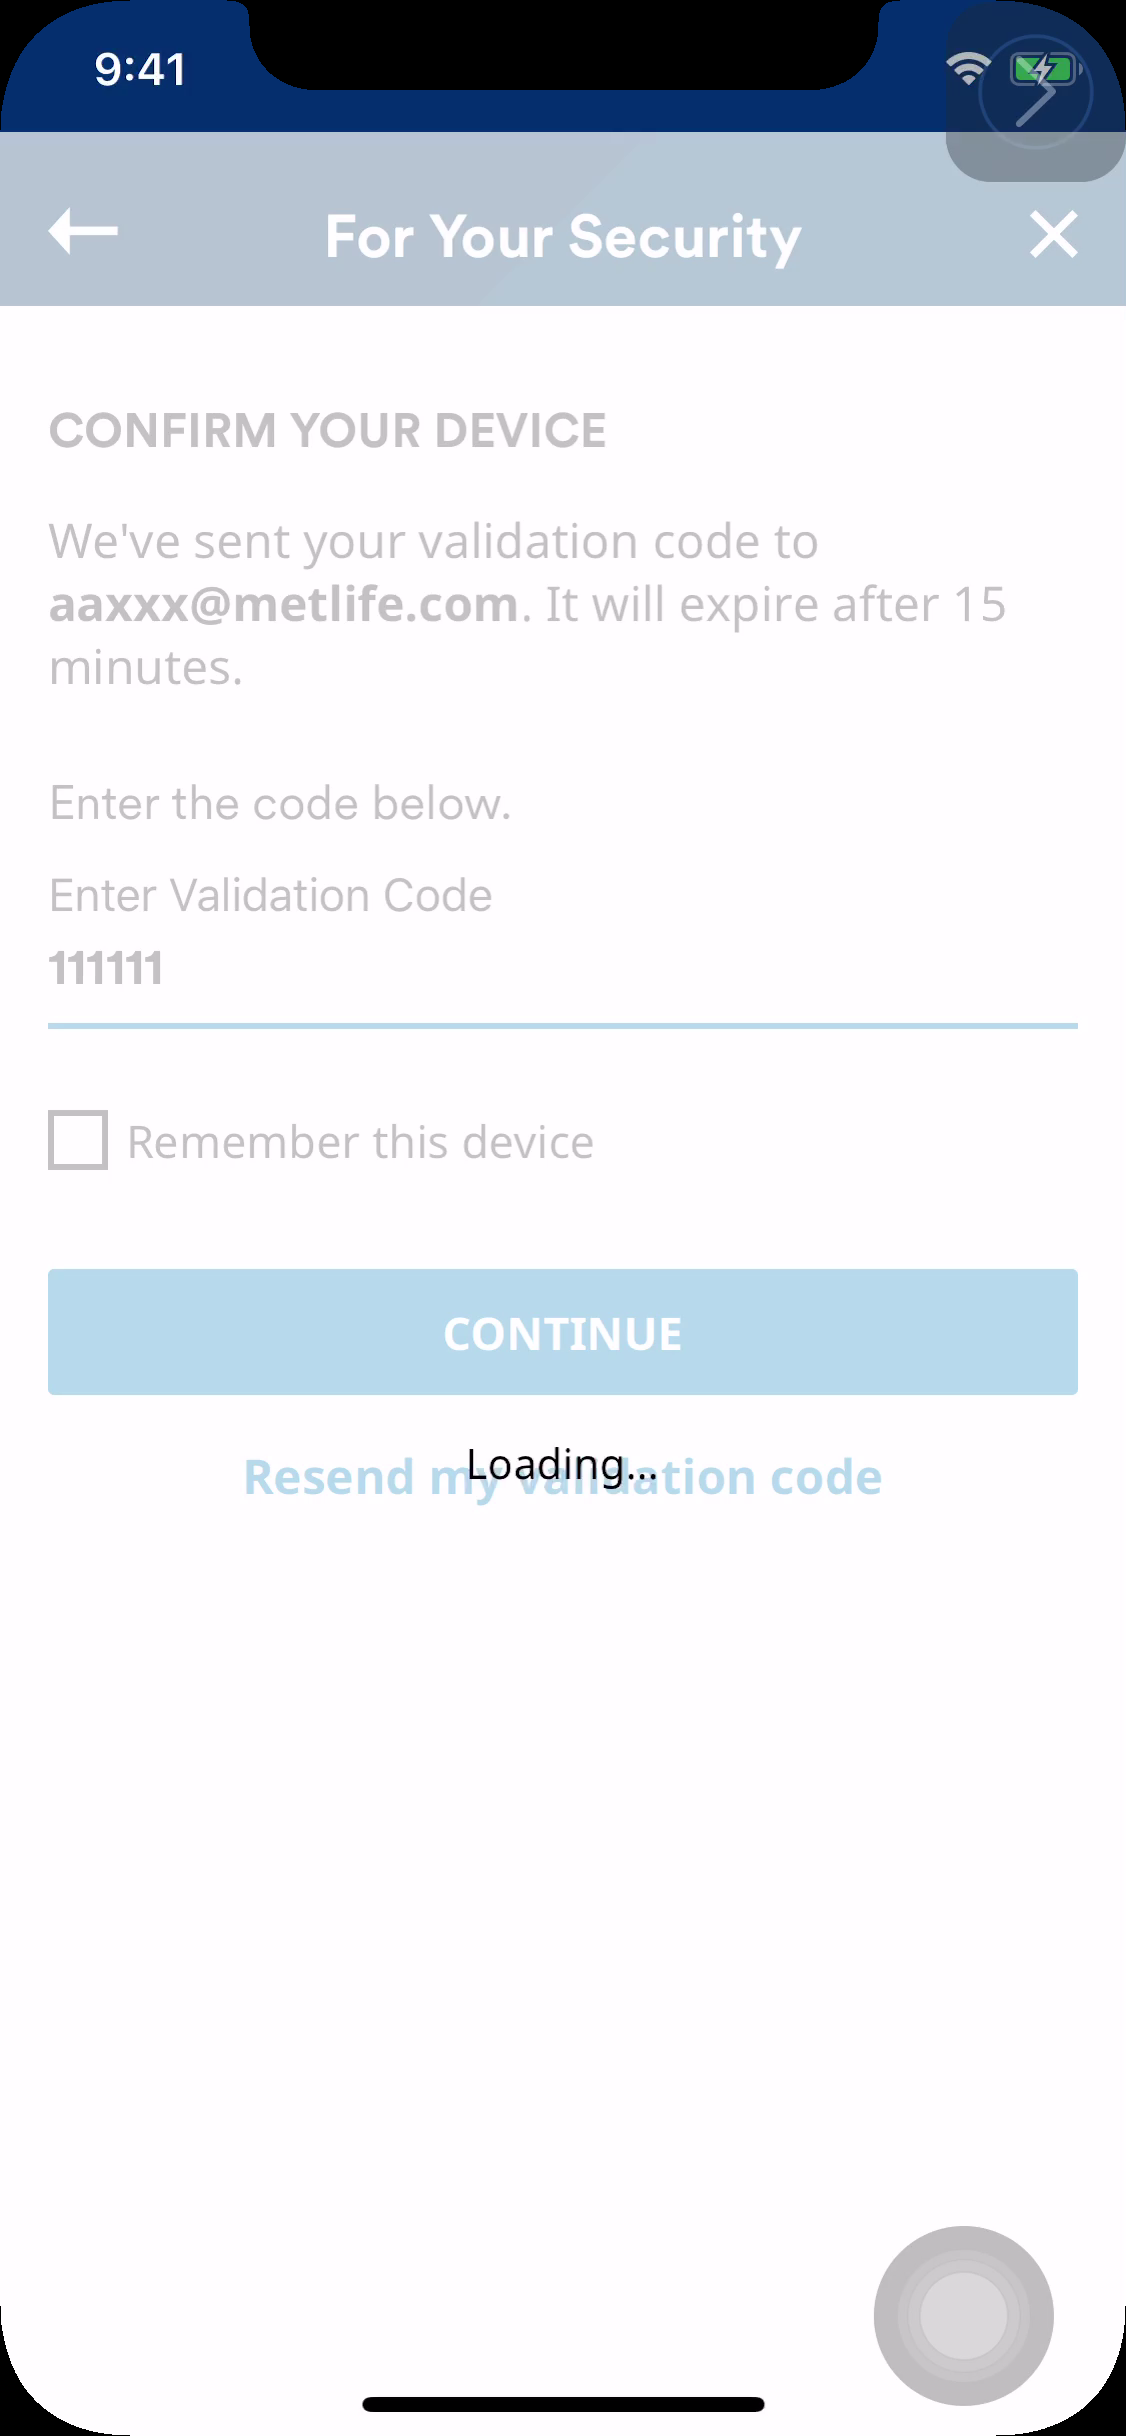 9:41
For Your Security
CONFIRM YOUR DEVICE
We've sent your validation code to
aaxxx@metlife.com. It will expire after 15
minutes.
Enter the code below.
Enter Validation Code
111111
Remember this device
CONTINUE
Loading...
Resend my validation code